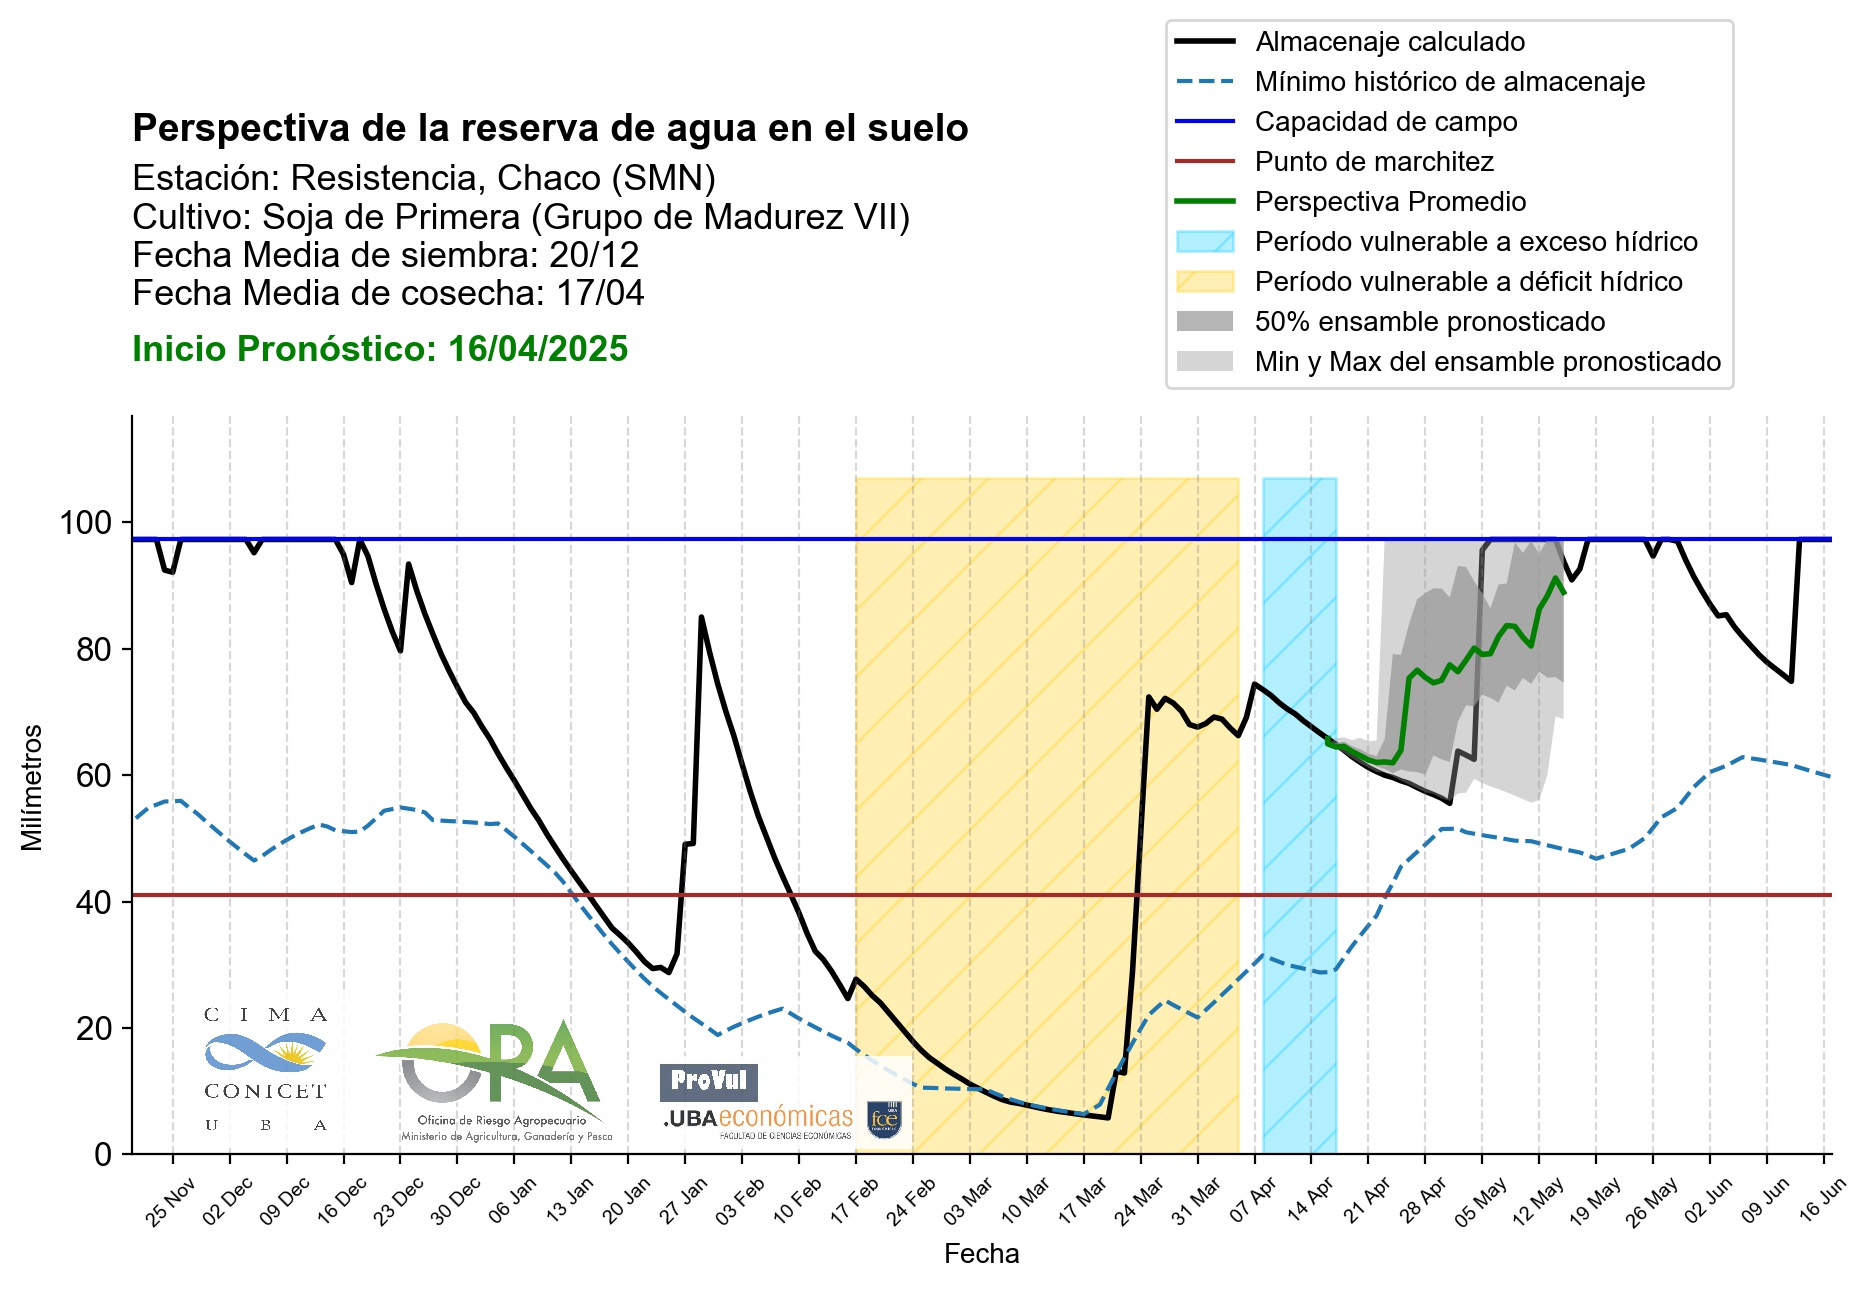 Almacenaje calculado
Mínimo histórico de almacenaje
Capacidad de campo
Punto de marchitez
Perspectiva Promedio
Período vulnerable a exceso hídrico
Período vulnerable a déficit hídrico
50% ensamble pronosticado
Min y Max del ensamble pronosticado
Perspectiva de la reserva de agua en el suelo
Estación: Resistencia, Chaco (SMN)
Cultivo: Soja de Primera (Grupo de Madurez VII)
Fecha Media de siembra: 20/12
Fecha Media de cosecha: 17/04
Inicio Pronóstico: 16/04/2025
Milímetros
100
80
60
40
20
0
CIMA
CONICET
UBA
ORA
Oficina de Riesgo Agropecuario
Ministerio de Agricultura, Ganadería y Pesca
ProVul
.UBAeconómicas
FACULTAD DE CIENCIAS ECONÓMICAS
UBA
fce
25 Nov
02 Dec
09 Dec
16 Dec
23 Dec
30 Dec
06 Jan
13 Jan
20 Jan
27 Jan
03 Feb
10 Feb
17 Feb
24 Feb
03 Mar
10 Mar
17 Mar
24 Mar
31 Mar
07 Apr
14 Apr
21 Apr
28 Apr
05 May
12 May
19 May
26 May
02 Jun
09 Jun
16 Jun
Fecha